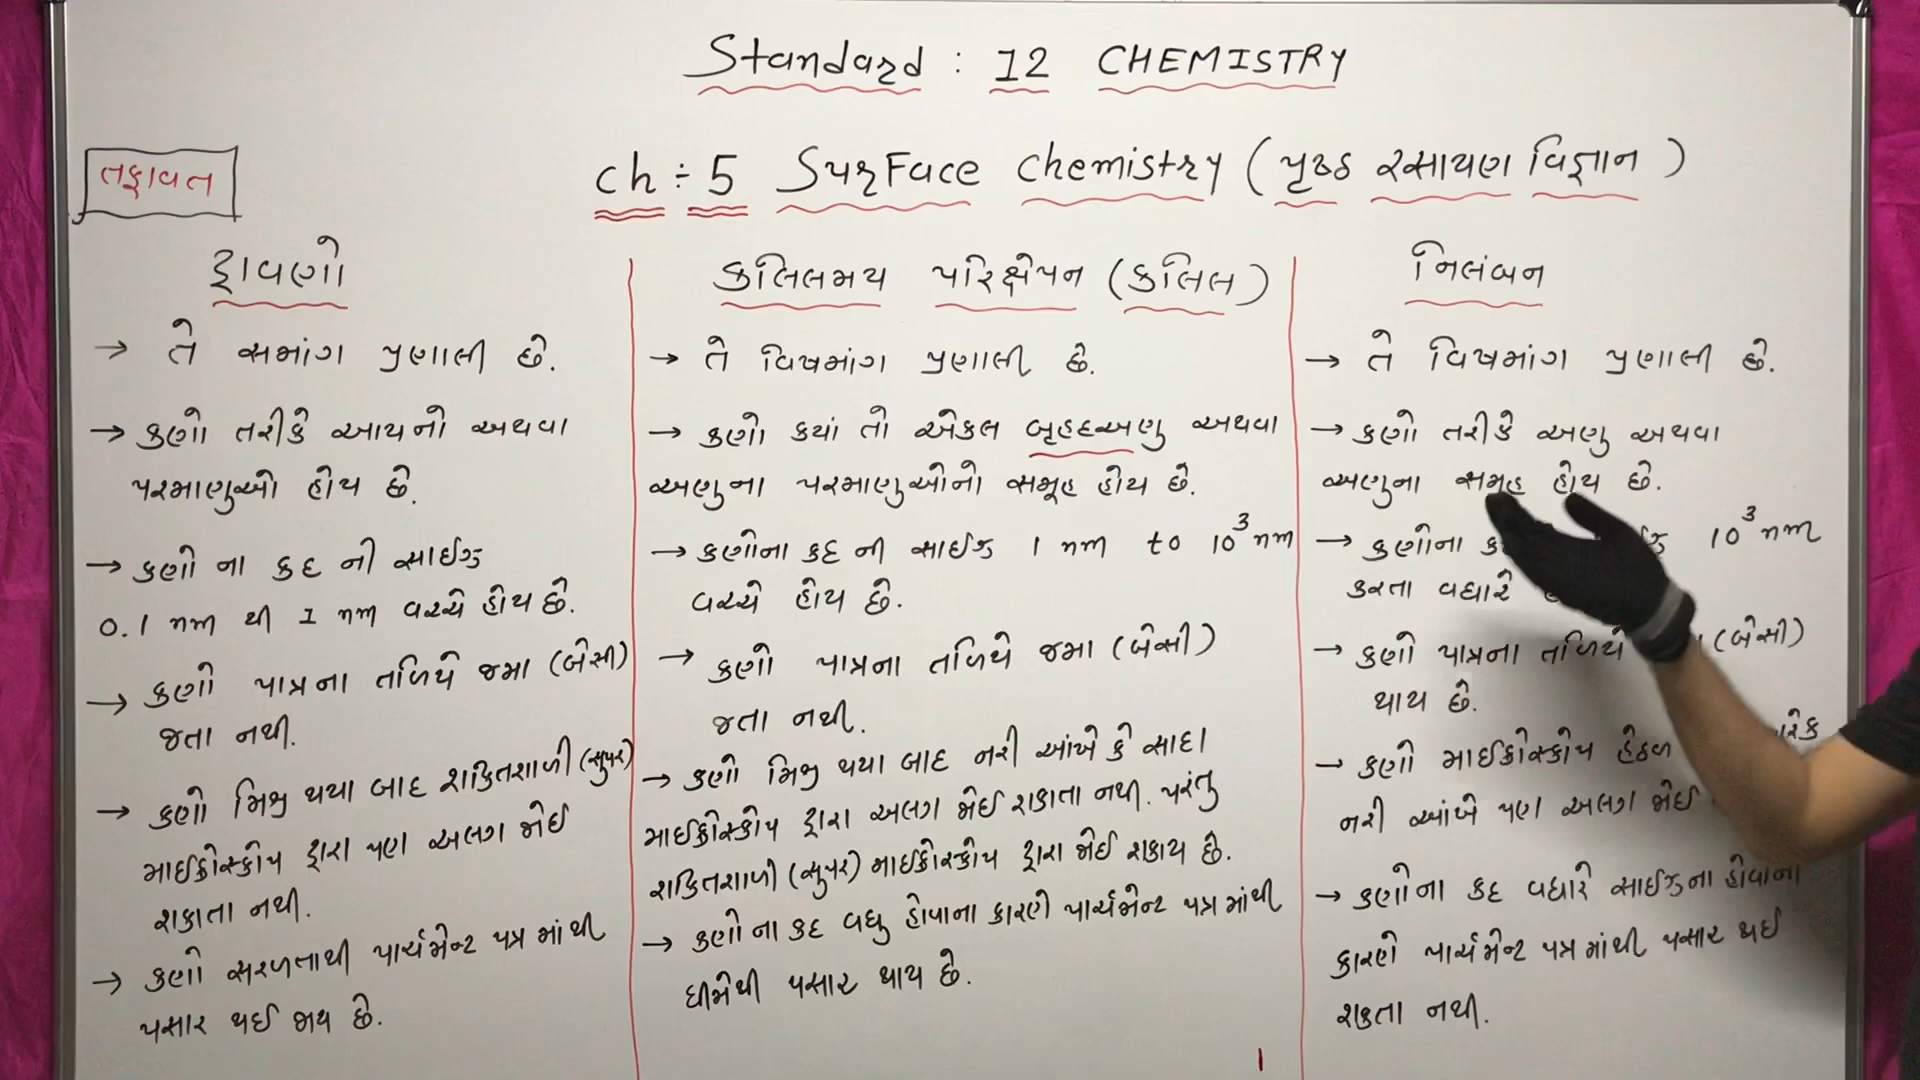 Standard : 12 CHEMISTRY
તફાવત
ch ÷ 5 Surface Chemistry (પૃષ્ઠ રસાયણ વિજ્ઞાન)
દ્રાવણો
→ તે સમાંગ પ્રણાલી છે.
→ કણો તરીકે આયનો અથવા
પરમાણુઓ હોય છે.
→ કણો ના કદ ની સાઈઝ
0.1 nm થી 1 nm વચ્ચે હોય છે.
→ કણો પાત્રના તળિયે જમા (બેસી)
જતા નથી.
→ કણો મિશ્ર થયા બાદ શક્તિશાળી (સુપર)
માઈક્રોસ્કોપ દ્વારા પણ અલગ જોઈ
શકાતા નથી.
→ કણો સરળતાથી પાર્ચમેન્ટ પત્ર માંથી
પસાર થઈ જાય છે.
કલિલમય પરિક્ષેપન (કલિલ)
→ તે વિષમાંગ પ્રણાલી છે.
→ કણો કયાં તો એકલ બૃહદઅણુ અથવા
અણુના પરમાણુઓનો સમૂહ હોય છે.
→ કણોના કદ ની સાઈઝ 1 nm to 10³ nm
વચ્ચે હોય છે.
→ કણો પાત્રના તળિયે જમા (બેસી)
જતા નથી.
→ કણો મિશ્ર થયા બાદ નરી આંખે કે સાદા
માઈક્રોસ્કોપ દ્વારા અલગ જોઈ શકાતા નથી. પરંતુ
શક્તિશાળી (સુપર) માઈક્રોસ્કોપ દ્વારા જોઈ શકાય છે.
→ કણો ના કદ વધુ હોવાના કારણે પાર્ચમેન્ટ પત્ર માંથી
ધીમેથી પસાર થાય છે.
નિલંબન
→ તે વિષમાંગ પ્રણાલી છે.
→ કણો તરીકે અણુ અથવા
અણુના સમૂહ હોય છે.
→ કણોના 10³ nm
કરતા વધારે
→ કણો પાત્રના તળિયે (બેસી)
થાય છે.
→ કણો માઈક્રોસ્કોપ હેઠળ
નરી આંખે પણ અલગ જોઈ
→ કણોના કદ વધારે સાઈઝના હોવાના
કારણે પાર્ચમેન્ટ પત્ર માંથી પસાર થઈ
શકતા નથી.